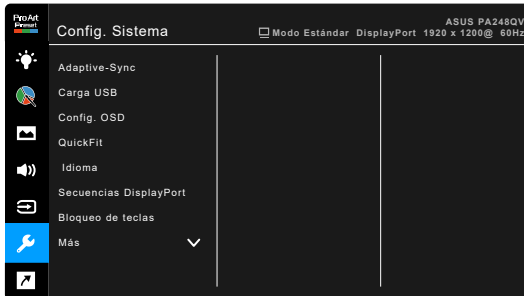 ProArt
Preset
Config. Sistema
ASUS PA248QV
Modo Estándar DisplayPort 1920 x 1200@ 60Hz
Adaptive-Sync
Carga USB
Config. OSD
QuickFit
Idioma
Secuencias DisplayPort
Bloqueo de teclas
Más